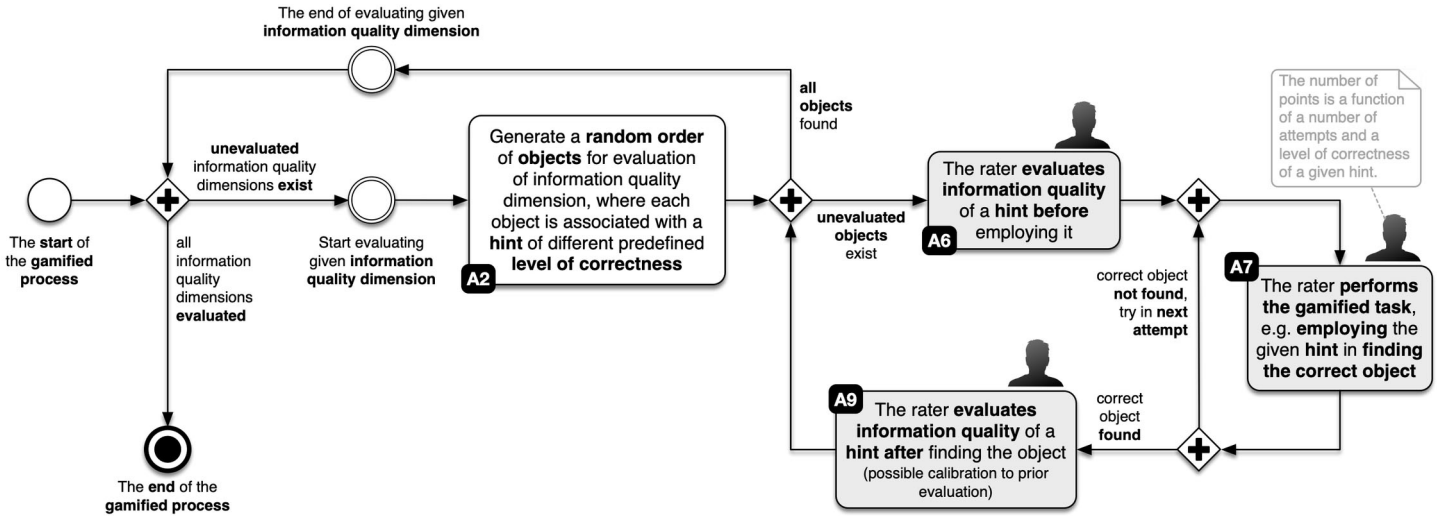 The end of evaluating given
information quality dimension
The start of
the gamified
process
unevaluated
information quality
dimensions exist
all
information
quality
dimensions
evaluated
The end of the
gamified process
Start evaluating
given information
quality dimension
Generate a random order
of objects for evaluation
of information quality
dimension, where each
object is associated with a
hint of different predefined
level of correctness
A2
all
objects
found
unevaluated
objects
exist
The rater evaluates
information quality
of a hint before
employing it
A6
The number of
points is a function
of a number of
attempts and a
level of correctness
of a given hint.
A7
The rater performs
the gamified task,
e.g. employing the
given hint in finding
the correct object
correct object
not found,
try in next
attempt
correct
object
found
A9
The rater evaluates
information quality of a
hint after finding the object
(possible calibration to prior
evaluation)